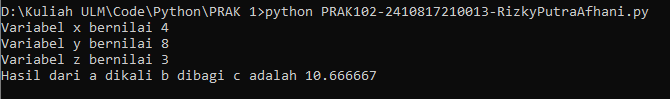 D:\Kuliah ULM\Code\Python\PRAK 1>python PRAK102-2410817210013-RizkyPutraAfhani.py
Variabel x bernilai 4
Variabel y bernilai 8
Variabel z bernilai 3
Hasil dari a dikali b dibagi c adalah 10.666667